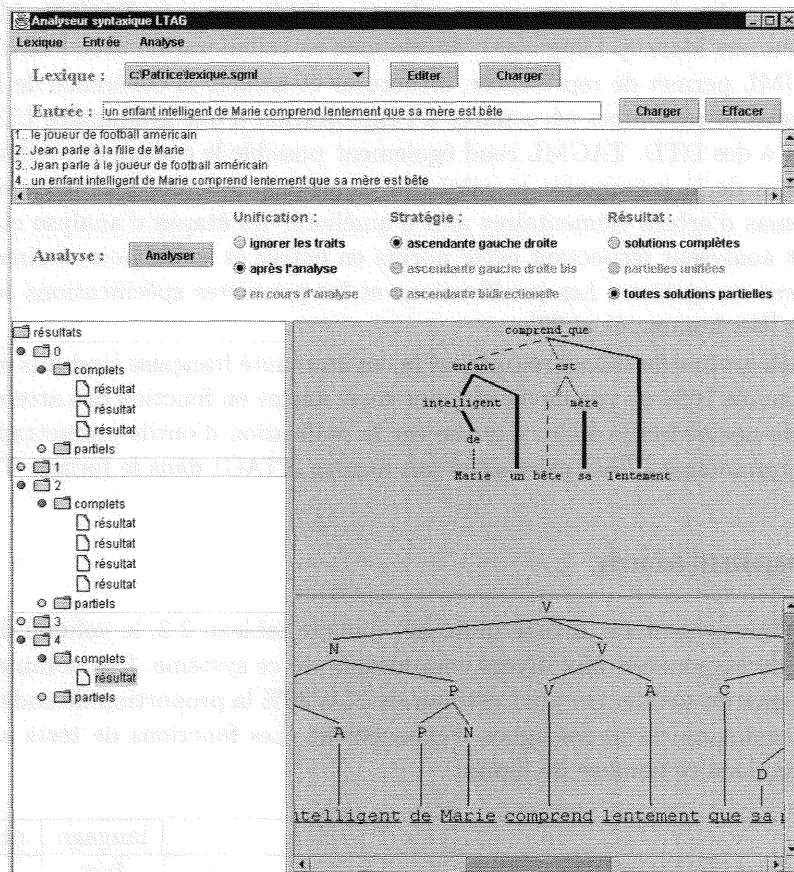 Analyseur syntaxique LTAG
Lexique Entrée Analyse
Lexique : c:\Patrice\lexique.sgml Editer Charger
Entrée : un enfant intelligent de Marie comprend lentement que sa mère est bête Charger Effacer
1.. le joueur de football américain
2.. Jean parle à la fille de Marie
3.. Jean parle à le joueur de football américain
4.. un enfant intelligent de Marie comprend lentement que sa mère est bête
Unification : Stratégie : Résultat :
ignorer les traits ascendante gauche droite solutions complètes
Analyse : Analyser après l'analyse ascendante gauche droite bis partielles unifiées
en cours d'analyse ascendante bidirectionelle toutes solutions partielles
résultats
0
complets
résultat
résultat
résultat
partiels
1
2
complets
résultat
résultat
résultat
résultat
partiels
3
4
complets
résultat
partiels
comprend_que
enfant est
intelligent mère
de
Marie un bête sa lentement
V
N V
P V A C
A P N
D
ntelligent de Marie comprend lentement que sa